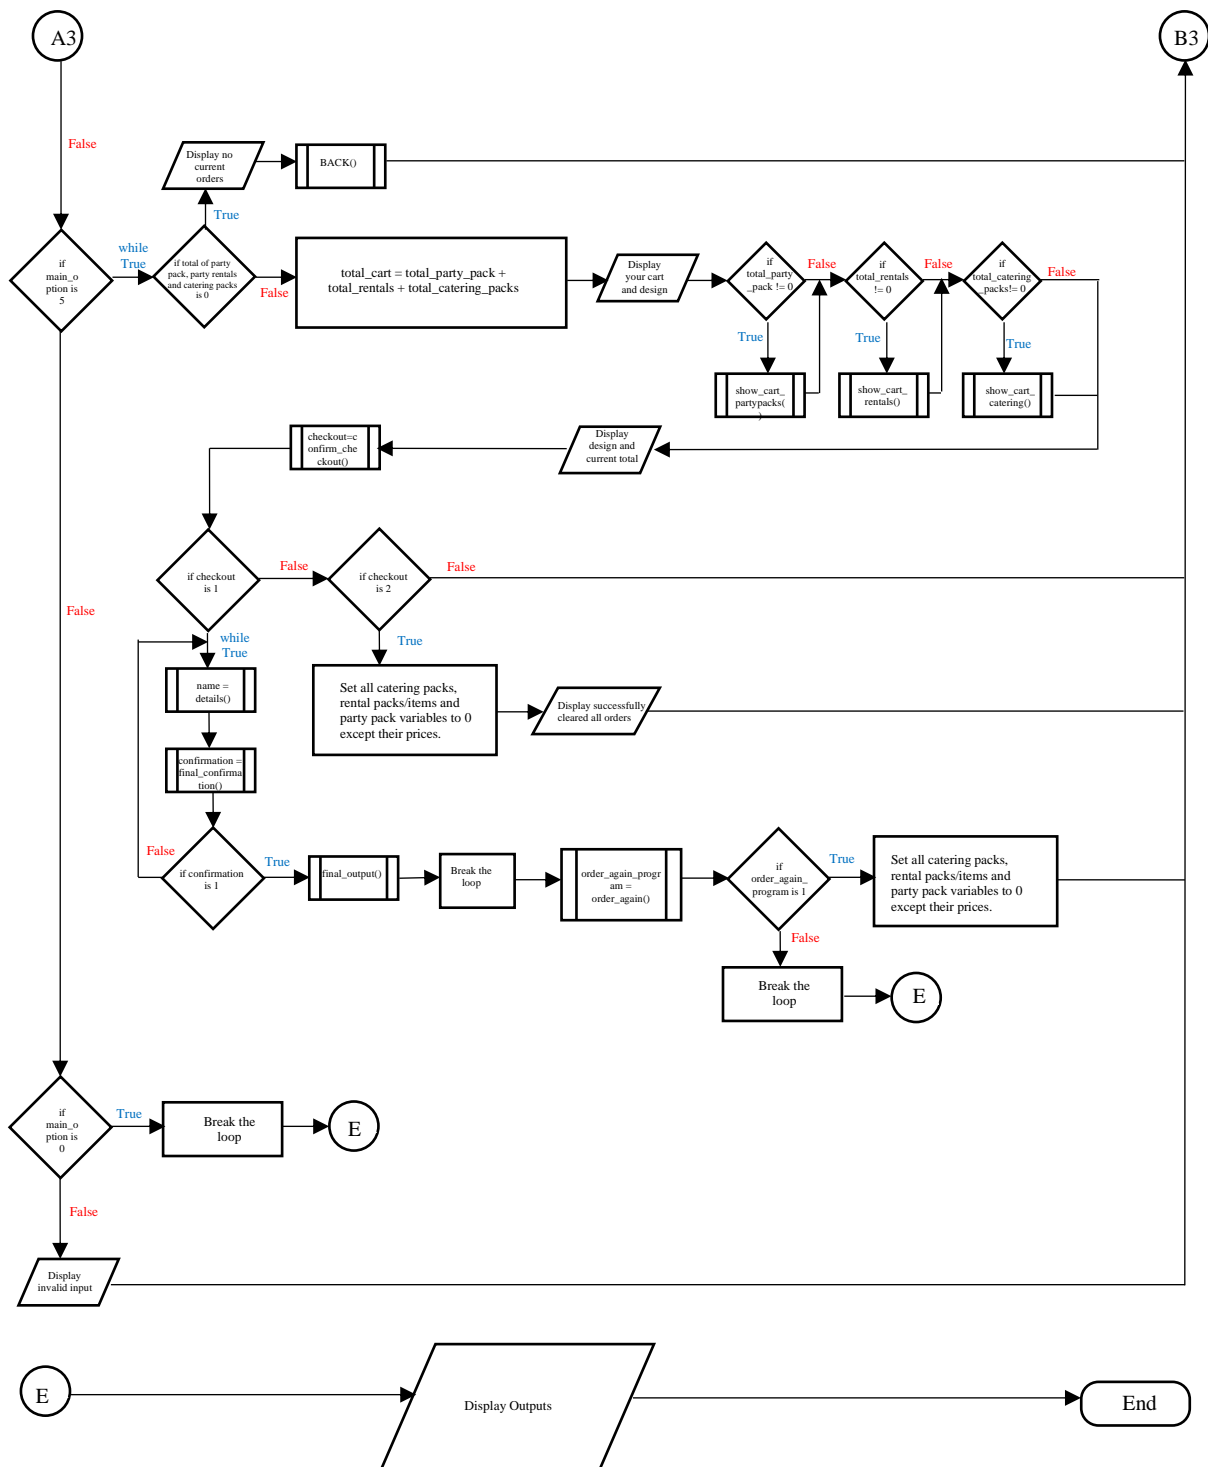 A3
B3
False
Display no
current
orders
BACK()
True
if
main_o
ption is
5
while
True
if total of party
pack, party rentals
and catering packs
is 0
False
total_cart = total_party_pack +
total_rentals + total_catering_packs
Display
your cart
and design
if
total_party
_pack != 0
False
if
total_rentals
!= 0
False
if
total_catering
_packs!= 0
False
True
True
True
show_cart_
partypacks(
)
show_cart_
rentals()
show_cart_
catering()
checkout=c
onfirm_che
ckout()
Display
design and
current total
if checkout
is 1
False
if checkout
is 2
False
False
while
True
True
name =
details()
Set all catering packs,
rental packs/items and
party pack variables to 0
except their prices.
Display successfully
cleared all orders
confirmation =
final_confirma
tion()
False
if confirmation
is 1
True
final_output()
Break the
loop
order_again_progr
am =
order_again()
if
order_again_
program is 1
True
Set all catering packs,
rental packs/items and
party pack variables to 0
except their prices.
False
Break the
loop
E
if
main_o
ption is
0
True
Break the
loop
E
False
Display
invalid input
E
Display Outputs
End